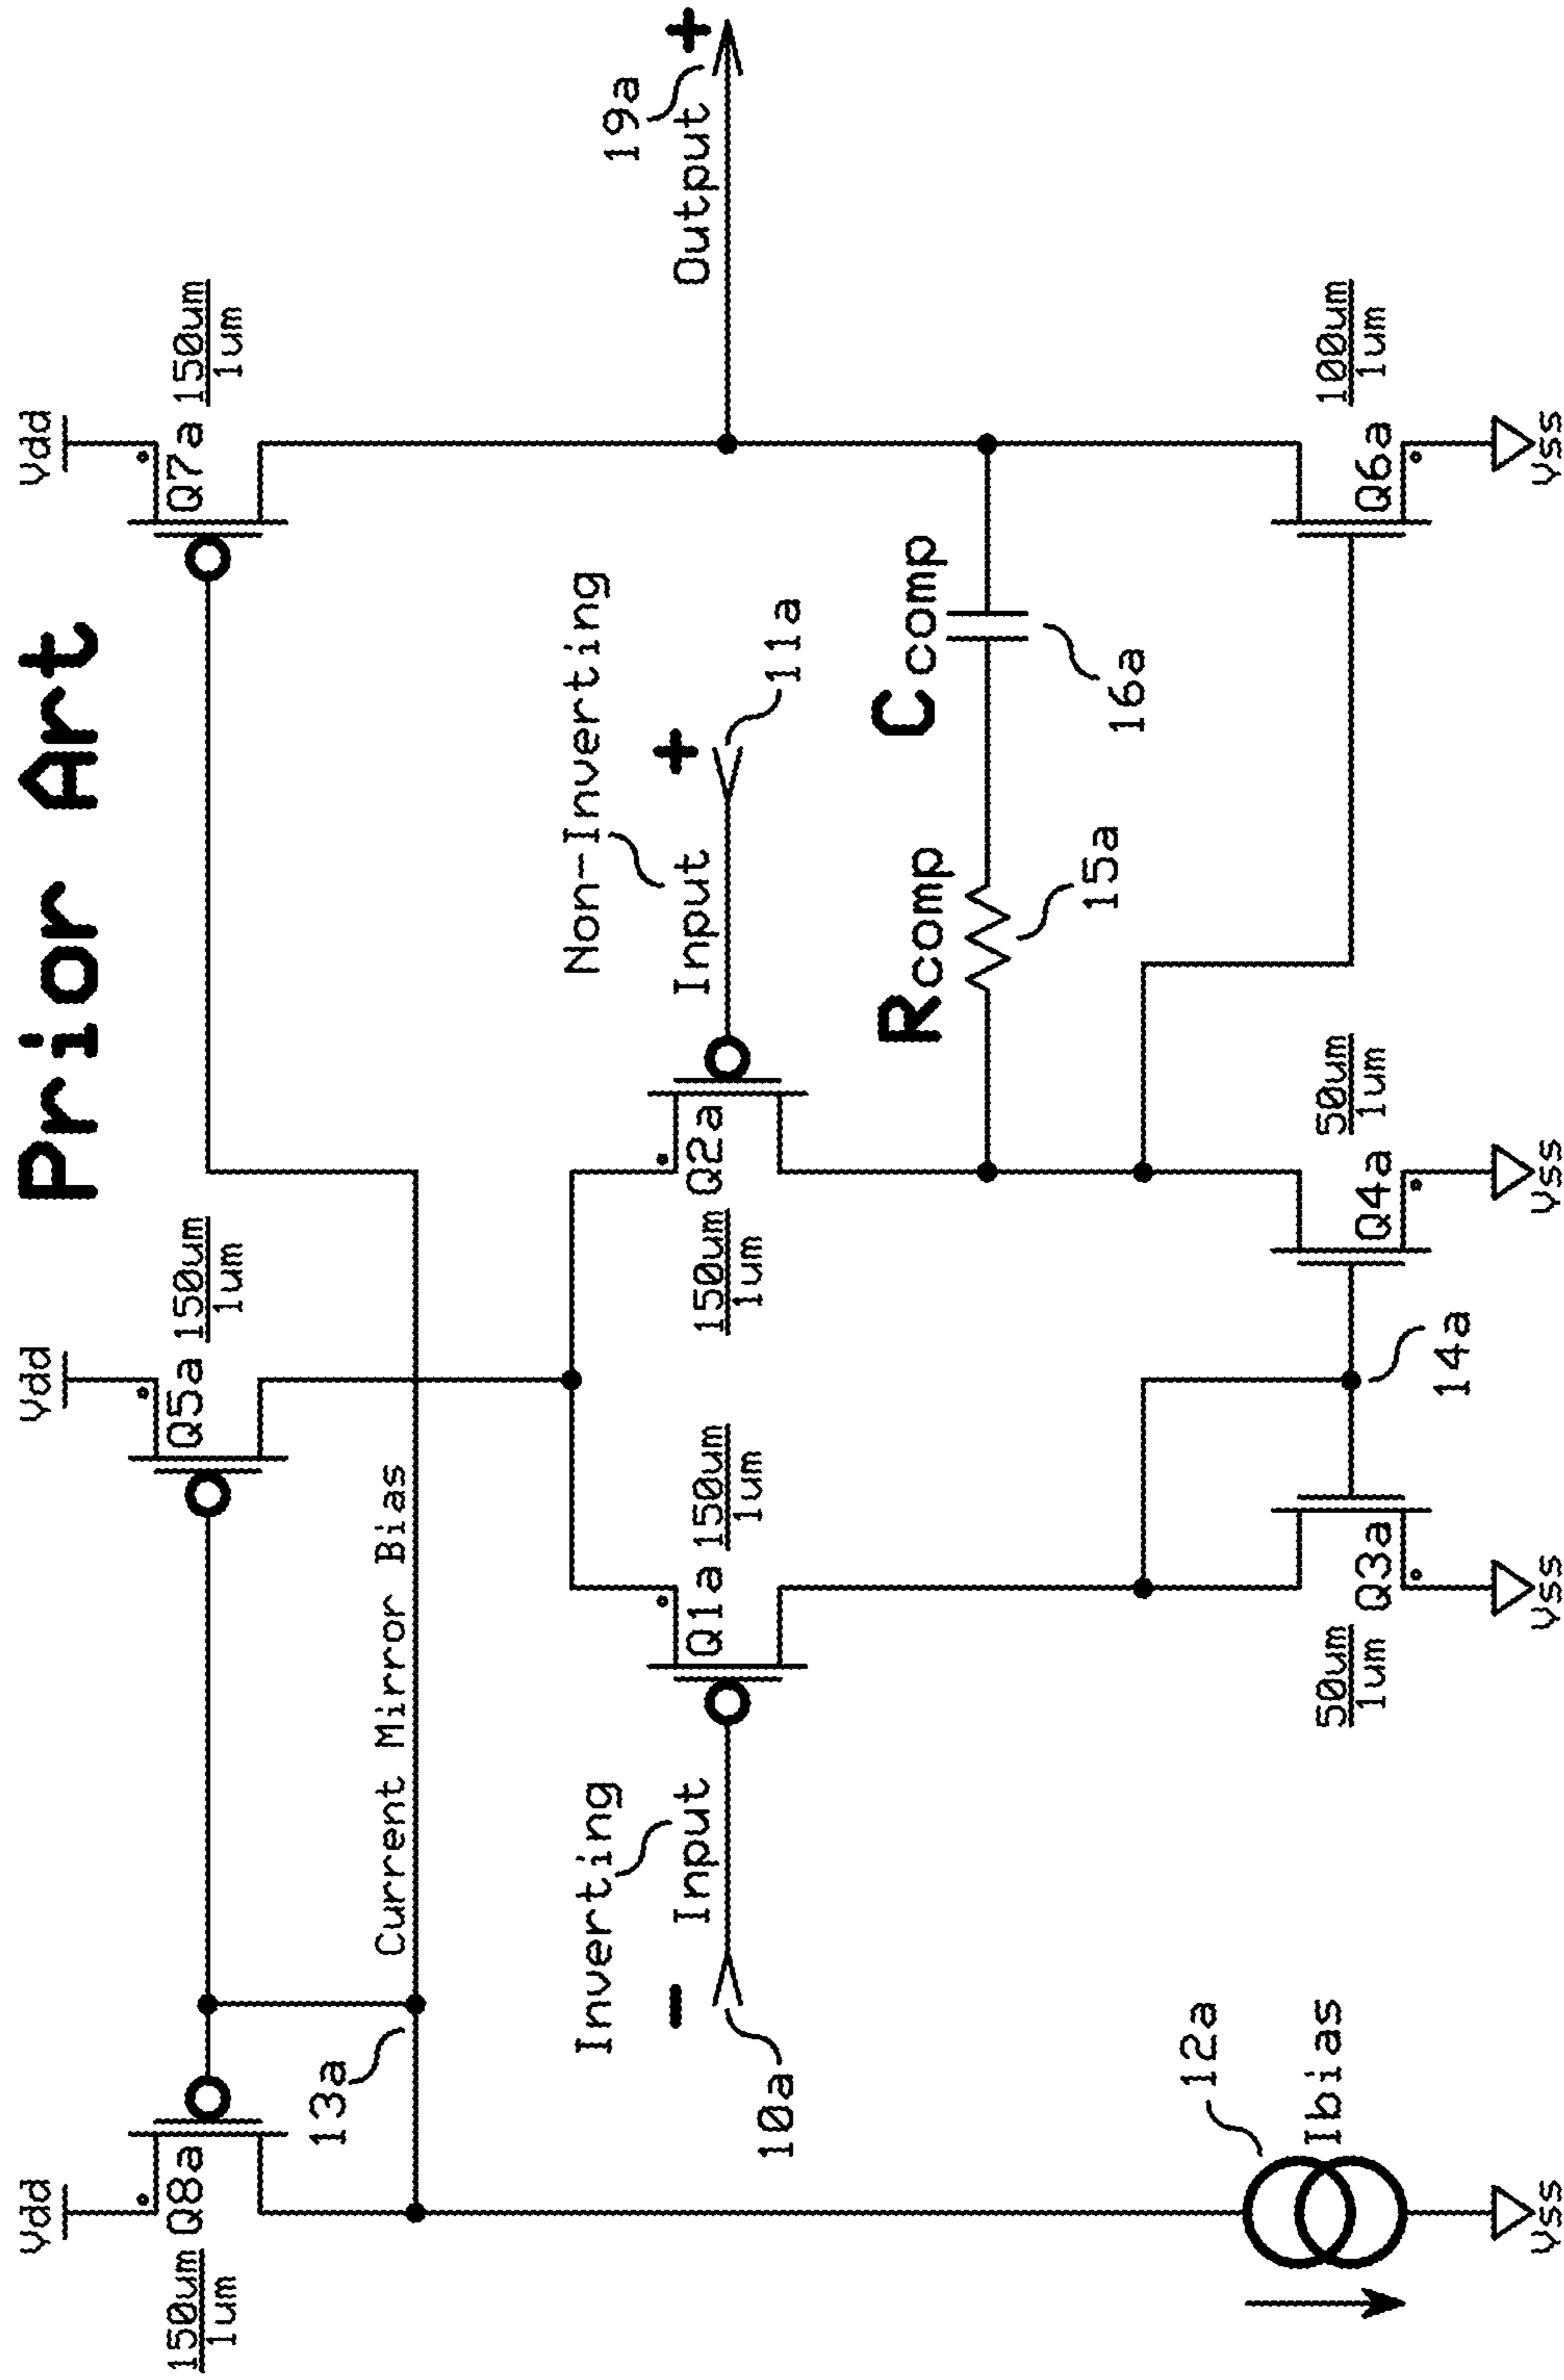 Prior Art
Vdd
Vdd
Vdd
150um
1um
Q8a
Q5a
150um
1um
Q7a
150um
1um
13a
Current Mirror Bias
Inverting
- Input
10a
Q1a
150um
1um
150um
1um
Q2a
Non-Inverting
Input +
11a
Output +
19a
Rcomp
15a
Ccomp
16a
12a
Ibias
50um
1um
Q3a
14a
Q4a
50um
1um
Q6a
100um
1um
Vss
Vss
Vss
Vss